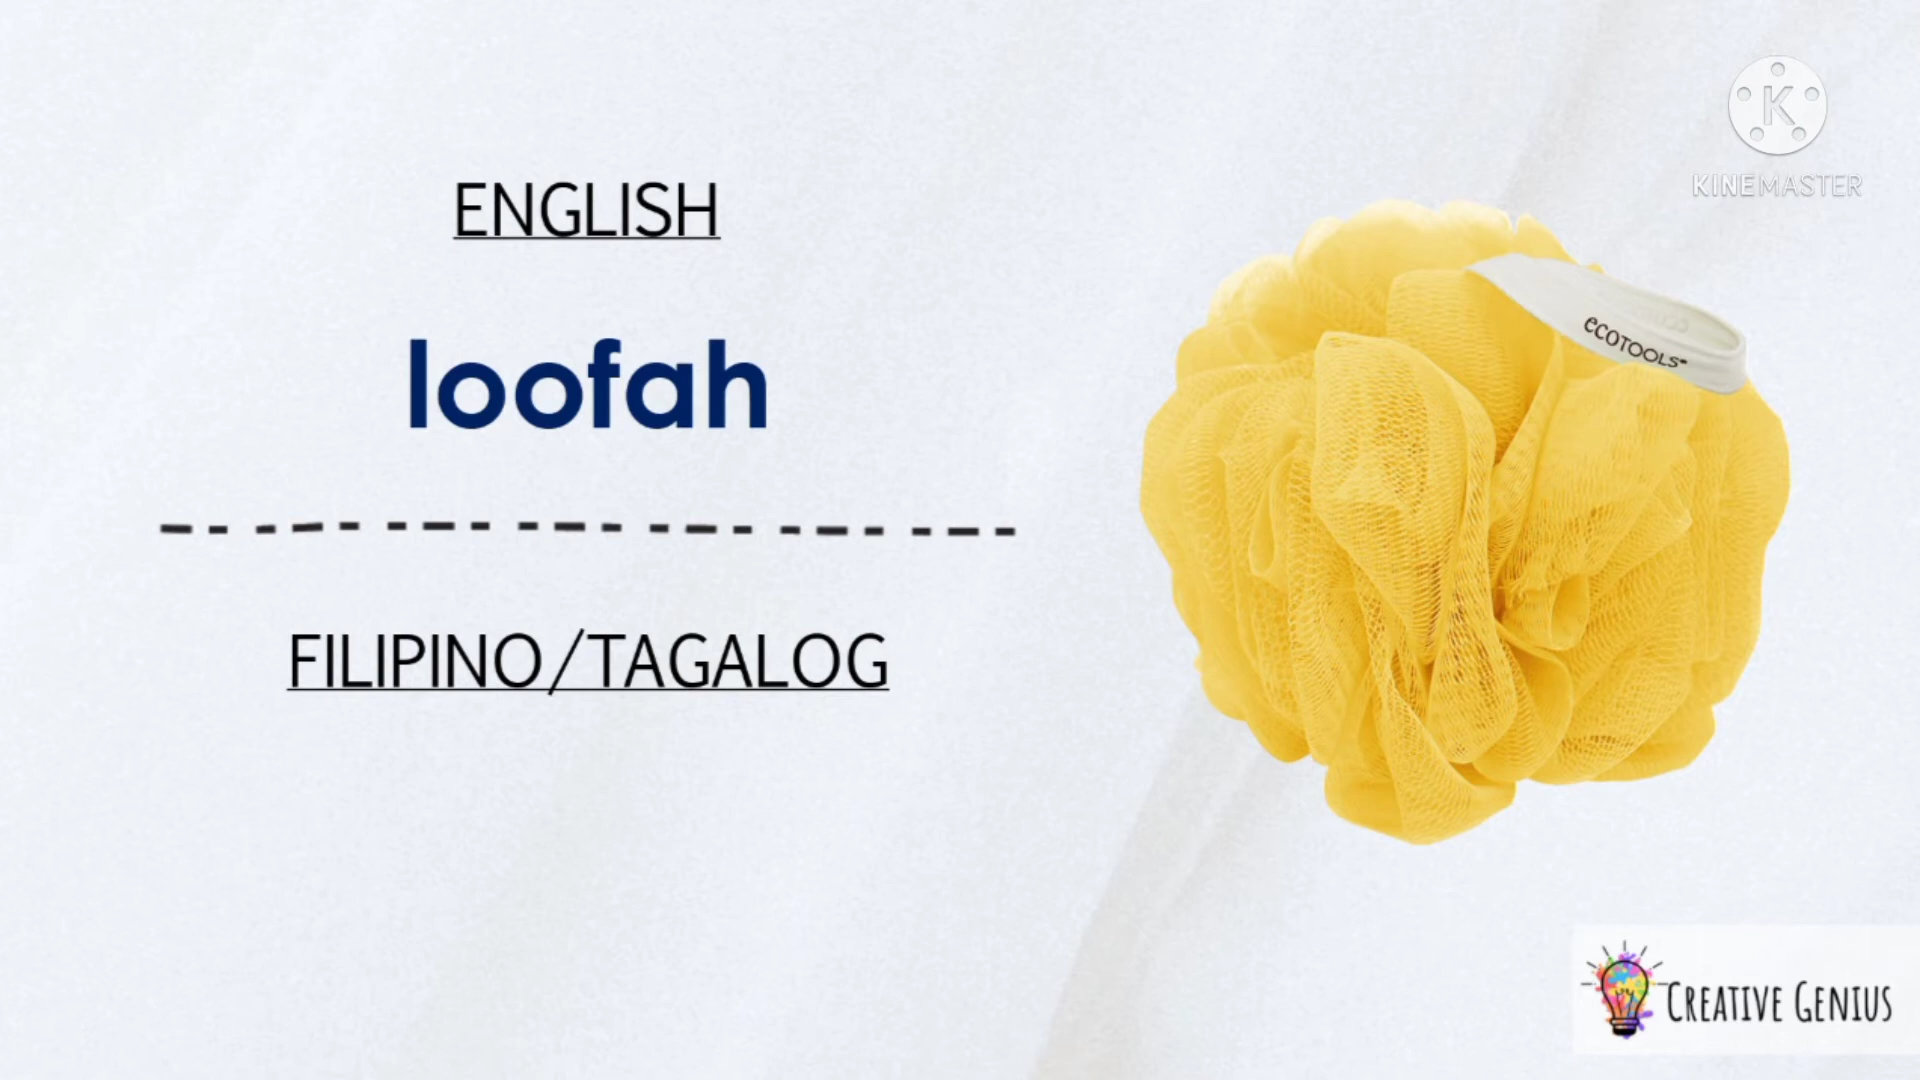 ENGLISH
loofah
FILIPINO/TAGALOG
K
KINEMASTER
ecoTOOLS
CREATIVE GENIUS